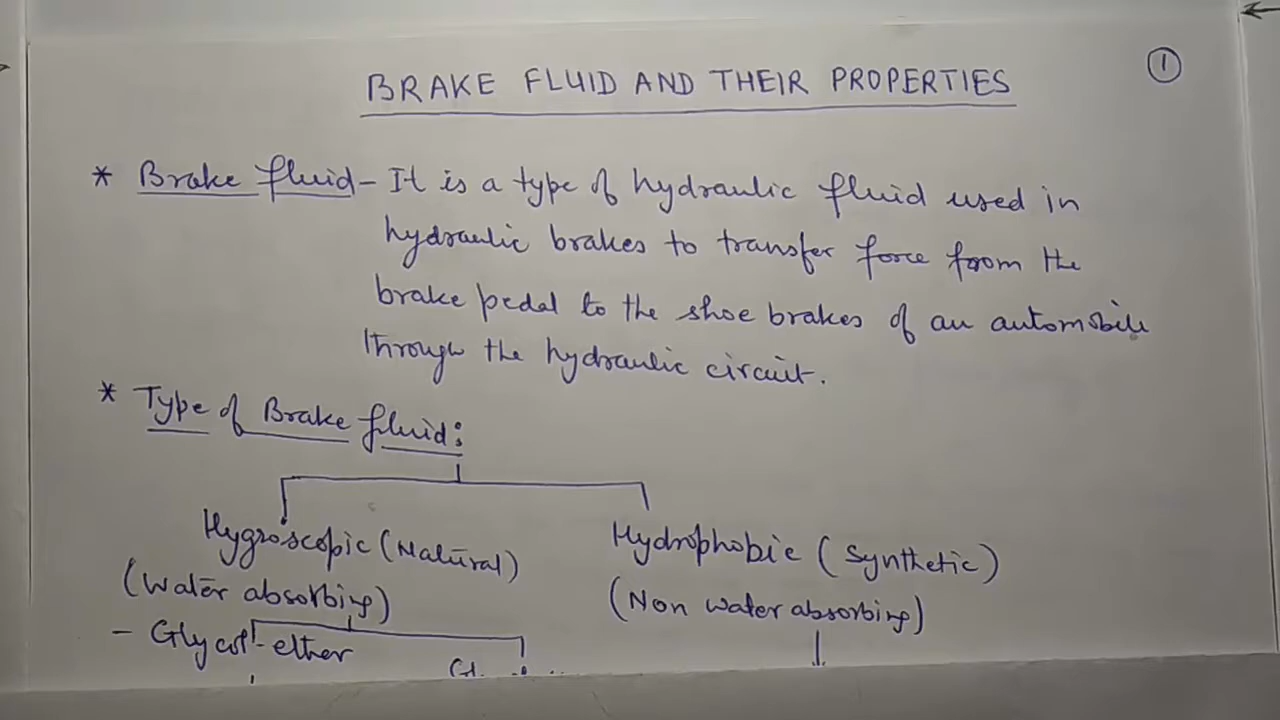 BRAKE FLUID AND THEIR PROPERTIES
1
* Brake fluid - It is a type of hydraulic fluid used in
hydraulic brakes to transfer force from the
brake pedal to the shoe brakes of an automobile
through the hydraulic circuit.
* Type of Brake fluid:
Hygroscopic (Natural)
Hydrophobic (Synthetic)
(Water absorbing)
(Non water absorbing)
- Glycol-ether